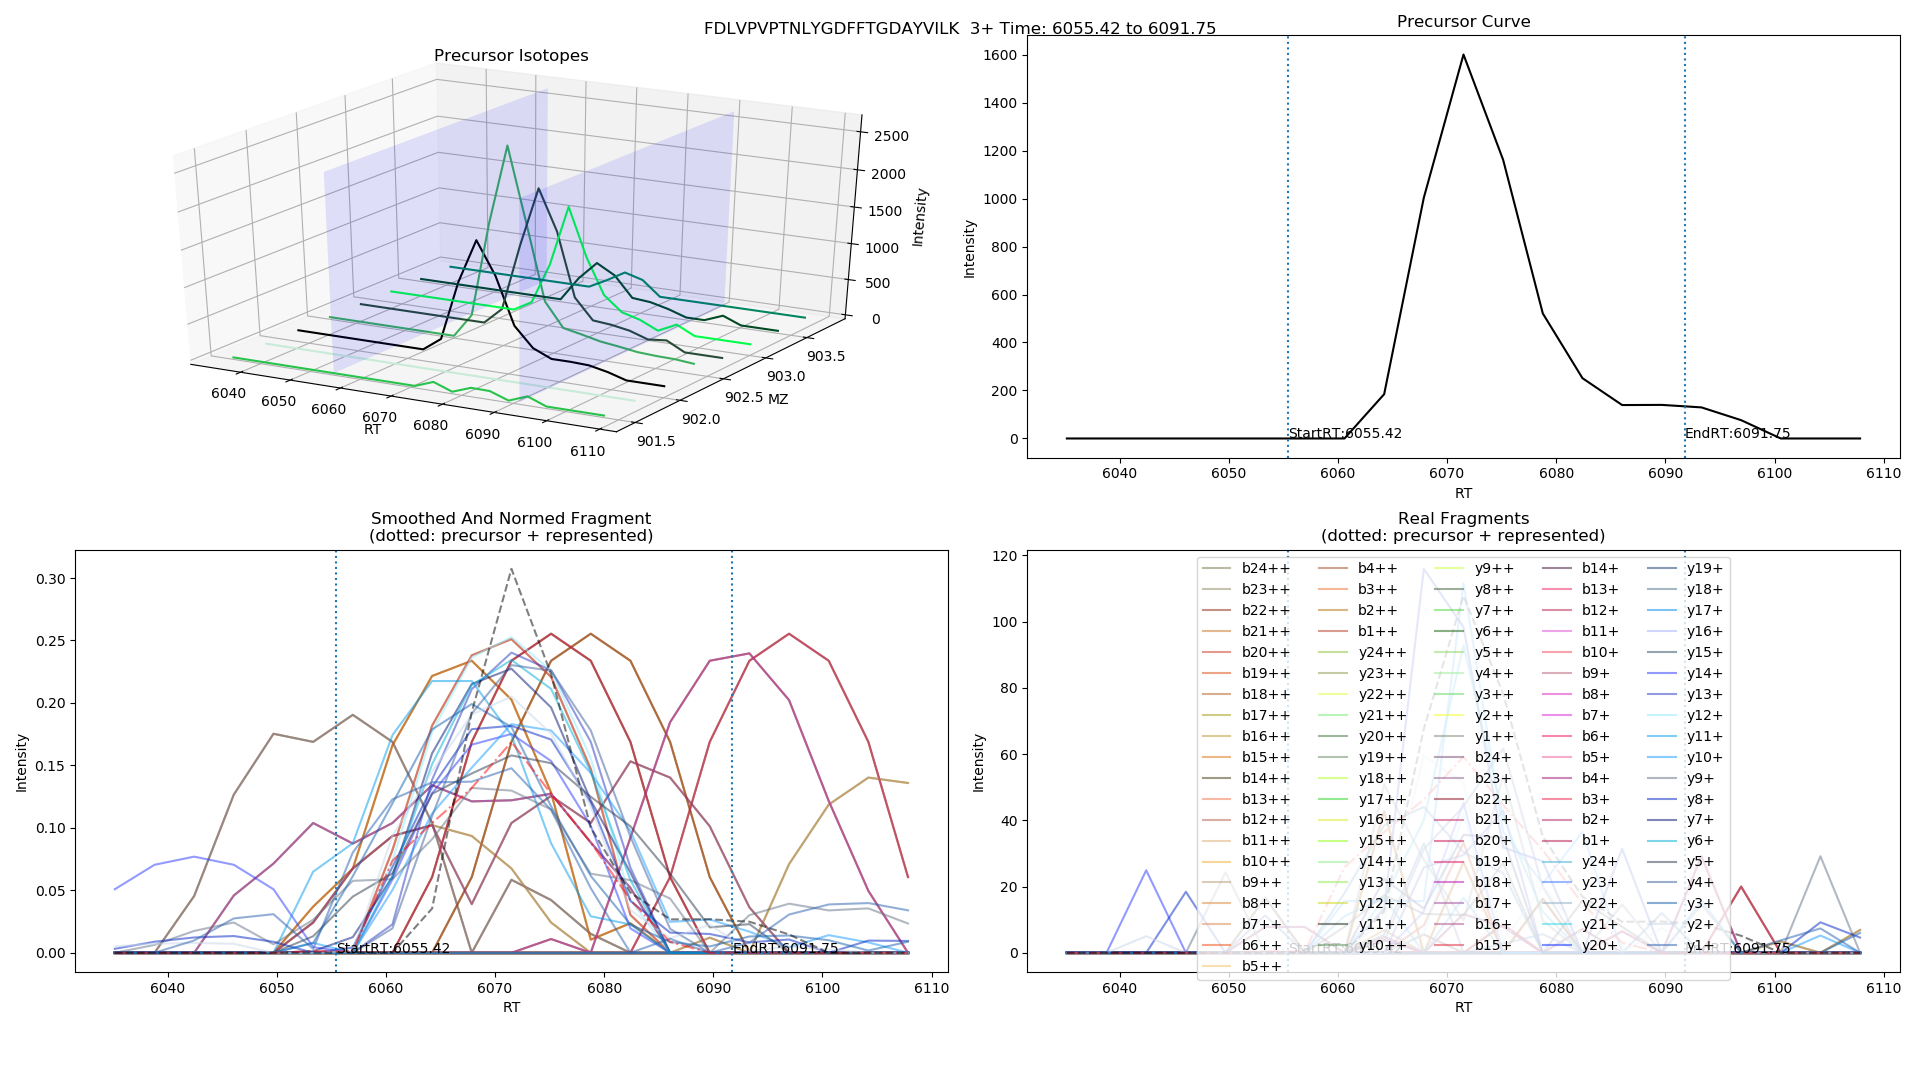 FDLVPVPTNLYGDFFTGDAYVILK 3+ Time: 6055.42 to 6091.75
Precursor Isotopes
2500
2000
1500
1000
500
0
Intensity
903.5
903.0
902.5
902.0
901.5
MZ
6040
6050
6060
6070
6080
6090
6100
6110
RT
Precursor Curve
1600
1400
1200
1000
800
600
400
200
0
Intensity
StartRT:6055.42
EndRT:6091.75
6040 6050 6060 6070 6080 6090 6100 6110
RT
Smoothed And Normed Fragment
(dotted: precursor + represented)
0.30
0.25
0.20
0.15
0.10
0.05
0.00
Intensity
StartRT:6055.42
EndRT:6091.75
6040 6050 6060 6070 6080 6090 6100 6110
RT
Real Fragments
(dotted: precursor + represented)
120
100
80
60
40
20
0
Intensity
b24++ b4++ y9++ b14+ y19+
b23++ b3++ y8++ b13+ y18+
b22++ b2++ y7++ b12+ y17+
b21++ b1++ y6++ b11+ y16+
b20++ y24++ y5++ b10+ y15+
b19++ y23++ y4++ b9+ y14+
b18++ y22++ y3++ b8+ y13+
b17++ y21++ y2++ b7+ y12+
b16++ y20++ y1++ b6+ y11+
b15++ y19++ b24+ b5+ y10+
b14++ y18++ b23+ b4+ y9+
b13++ y17++ b22+ b3+ y8+
b12++ y16++ b21+ b2+ y7+
b11++ y15++ b20+ b1+ y6+
b10++ y14++ b19+ y24+ y5+
b9++ y13++ b18+ y23+ y4+
b8++ y12++ b17+ y22+ y3+
b7++ y11++ b16+ y21+ y2+
b6++ y10++ b15+ y20+ y1+
b5++
StartRT:6055.42
EndRT:6091.75
6040 6050 6060 6070 6080 6090 6100 6110
RT